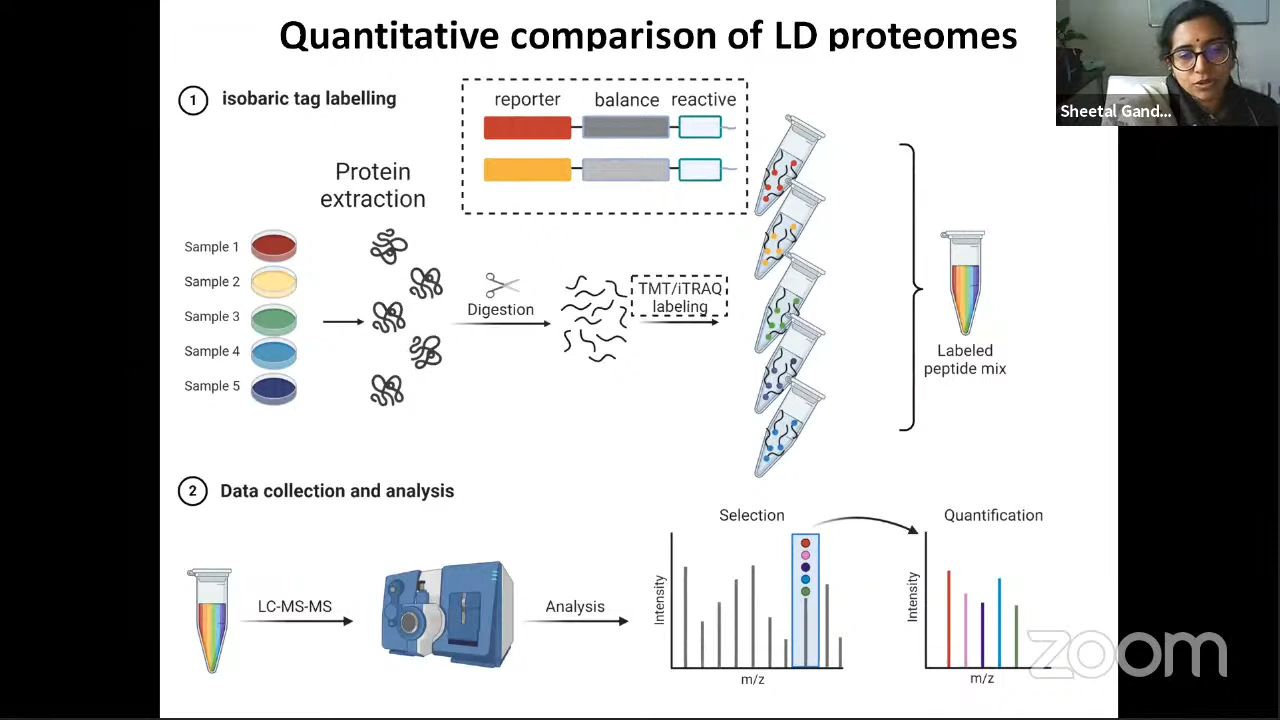 Quantitative comparison of LD proteomes
Sheetal Gand...
1 isobaric tag labelling
reporter balance reactive
Protein
extraction
Sample 1
Sample 2
Sample 3
Sample 4
Sample 5
Digestion
TMT/iTRAQ
labeling
Labeled
peptide mix
2 Data collection and analysis
LC-MS-MS
Analysis
Selection
Intensity
m/z
Quantification
Intensity
m/z
zoom